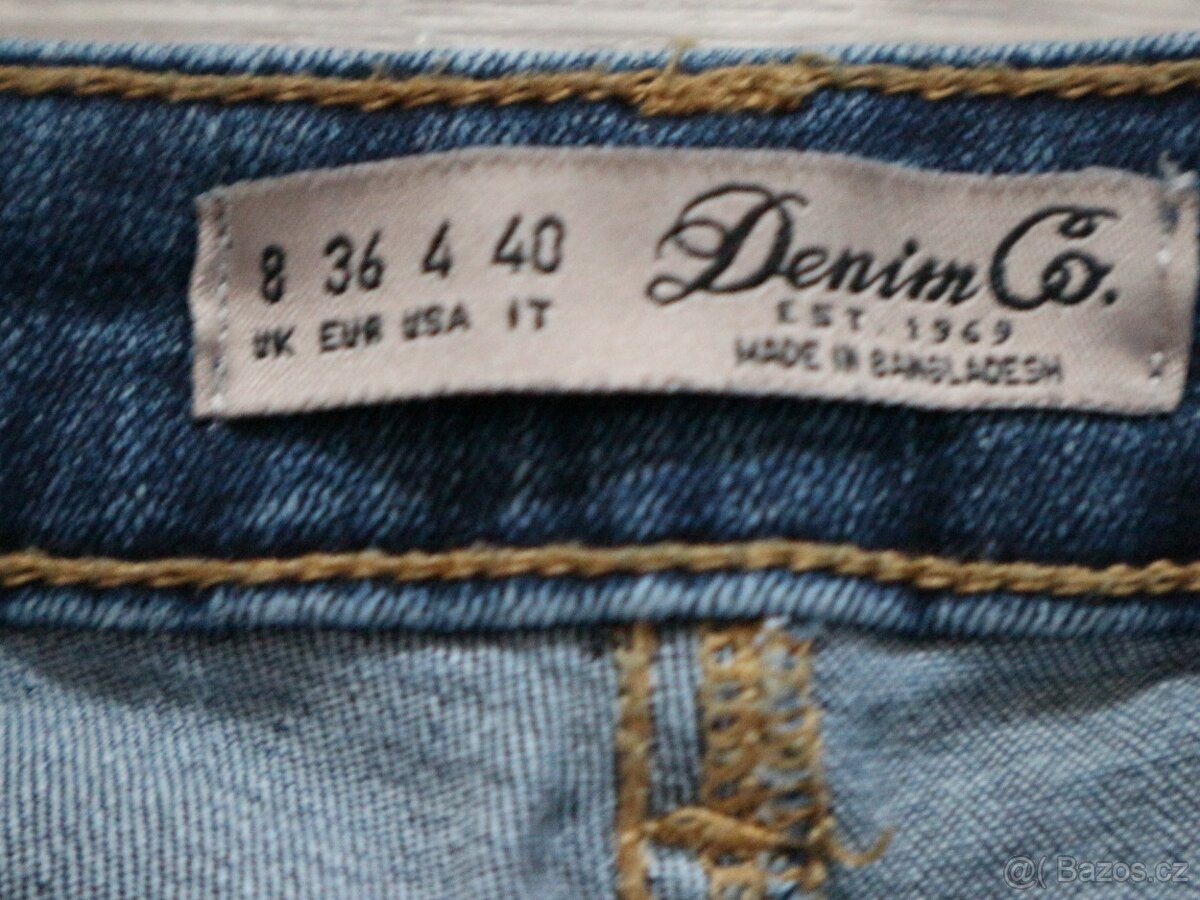 8 36 4 40
UK EUR USA IT
Denim Co.
EST. 1969
MADE IN BANGLADESH
@( Bazos.cz